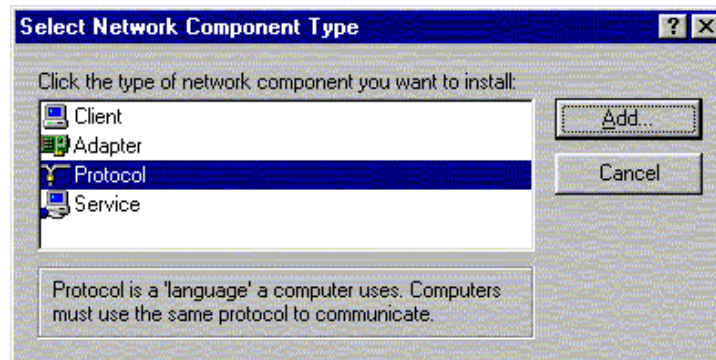 Select Network Component Type
Click the type of network component you want to install:
Client
Adapter
Protocol
Service
Add...
Cancel
Protocol is a 'language' a computer uses. Computers
must use the same protocol to communicate.